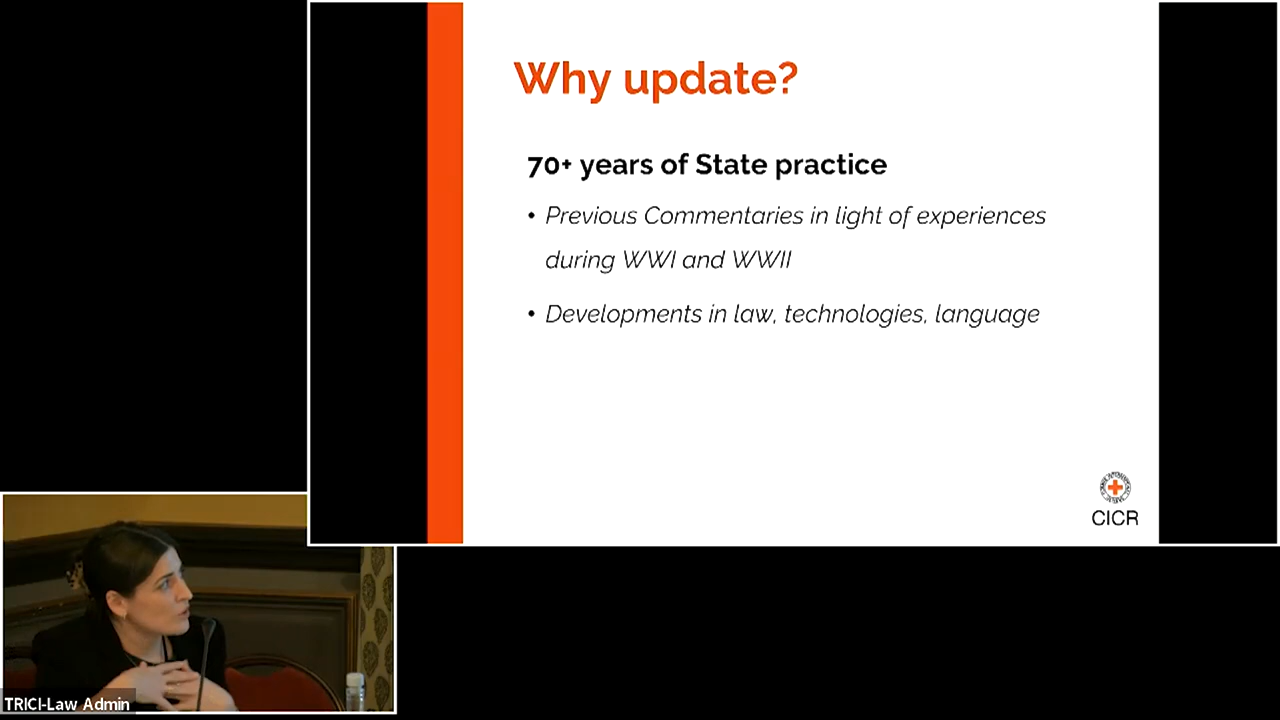 Why update?
70+ years of State practice
• Previous Commentaries in light of experiences
during WWI and WWII
• Developments in law, technologies, language
CICR
TRICI-Law Admin